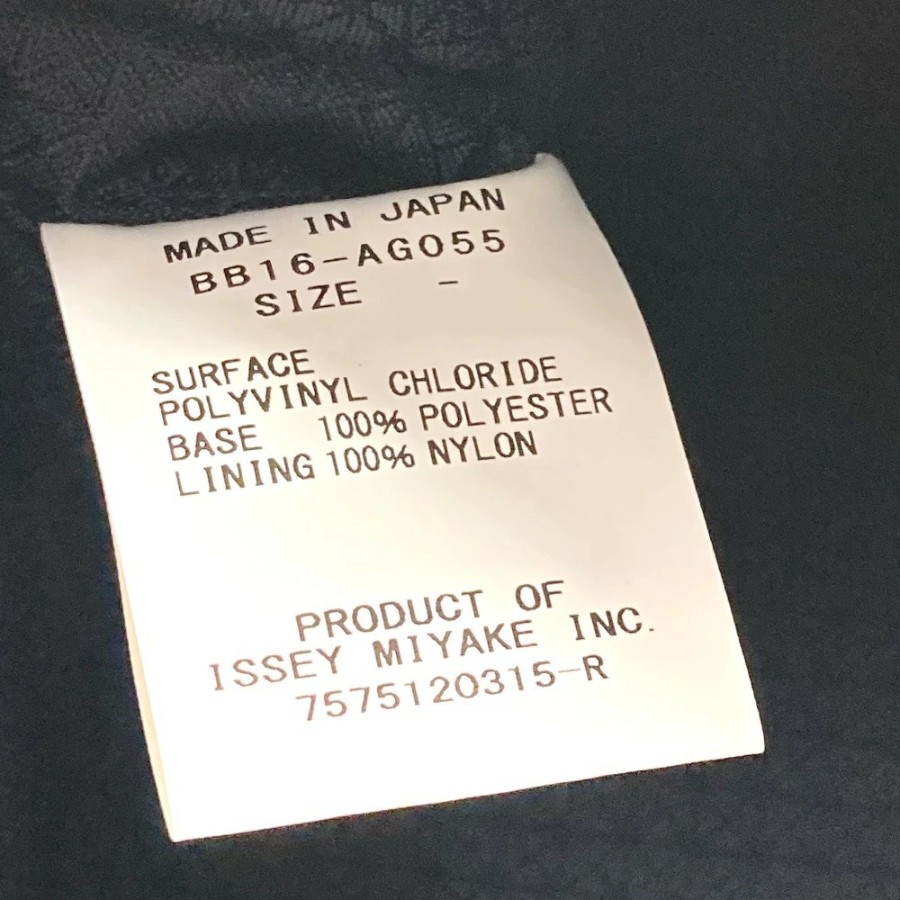 MADE IN JAPAN
BB16-AG055
SIZE -
SURFACE
POLYVINYL CHLORIDE
BASE 100% POLYESTER
LINING 100% NYLON
PRODUCT OF
ISSEY MIYAKE INC.
7575120315-R